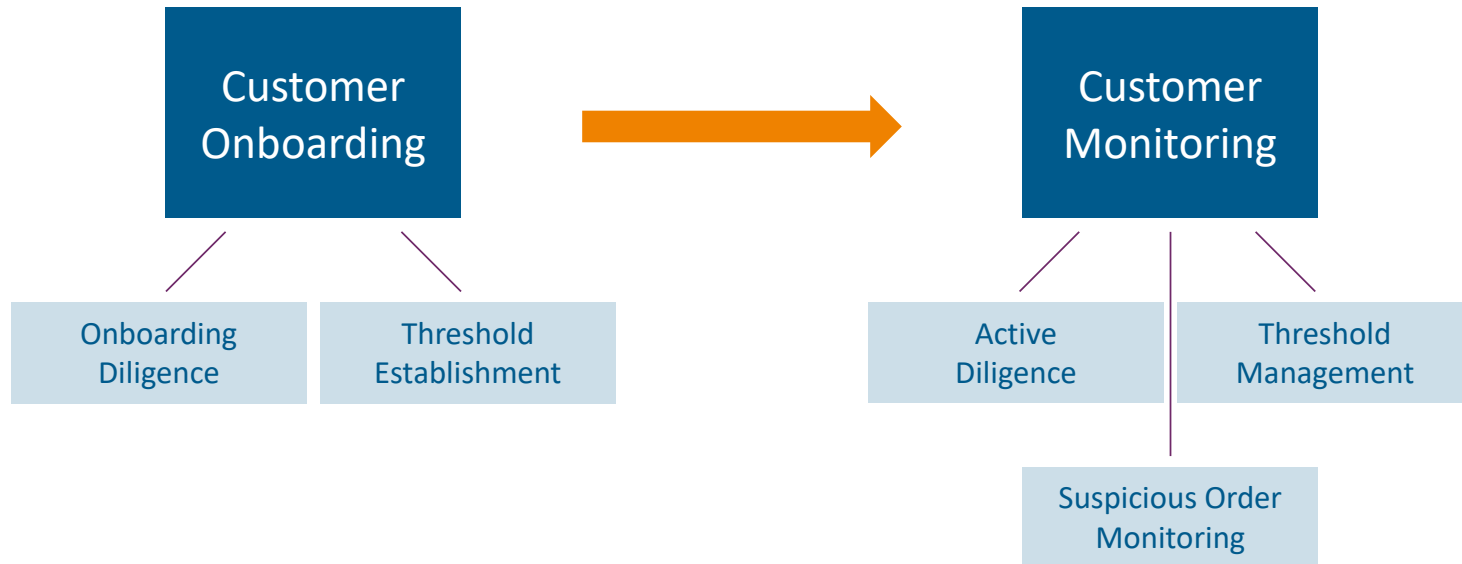 Customer
Onboarding
Customer
Monitoring
Onboarding
Diligence
Threshold
Establishment
Active
Diligence
Threshold
Management
Suspicious Order
Monitoring